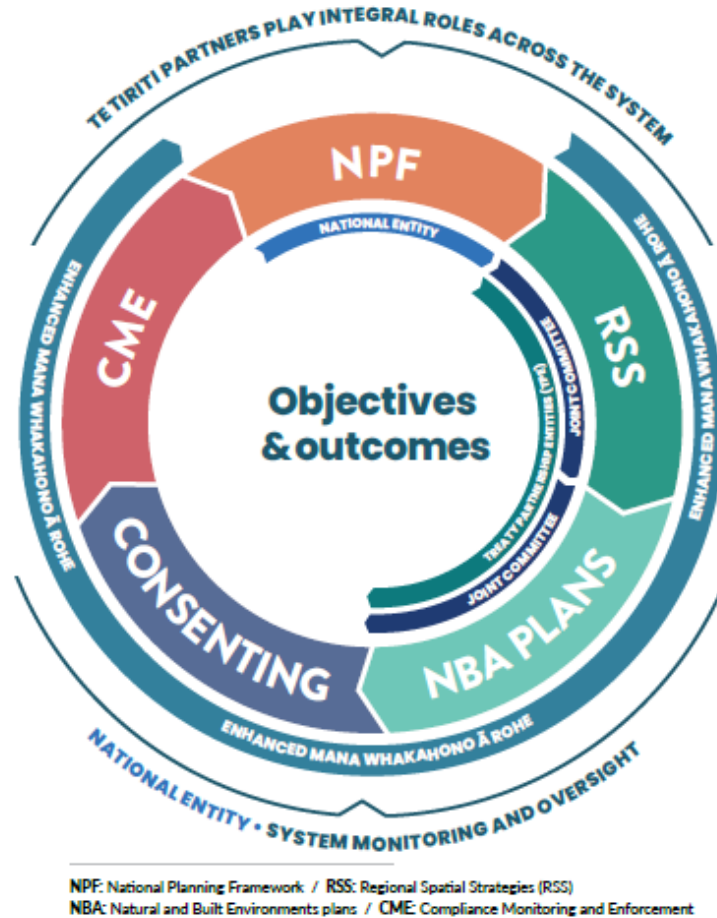 TE TIRITI PARTNERS PLAY INTEGRAL ROLES ACROSS THE SYSTEM
NPF
NATIONAL ENTITY
ENHANCED MANA WHAKAHONO Ā ROHE
ENHANCED MANA WHAKAHONO Ā ROHE
CME
RSS
JOINT COMMITTEE
TREATY PARTNERSHIP ENTITIES (TPE)
Objectives
& outcomes
JOINT COMMITTEE
CONSENTING
NBA PLANS
ENHANCED MANA WHAKAHONO Ā ROHE
NATIONAL ENTITY • SYSTEM MONITORING AND OVERSIGHT
NPF: National Planning Framework / RSS: Regional Spatial Strategies (RSS)
NBA: Natural and Built Environments plans / CME: Compliance Monitoring and Enforcement